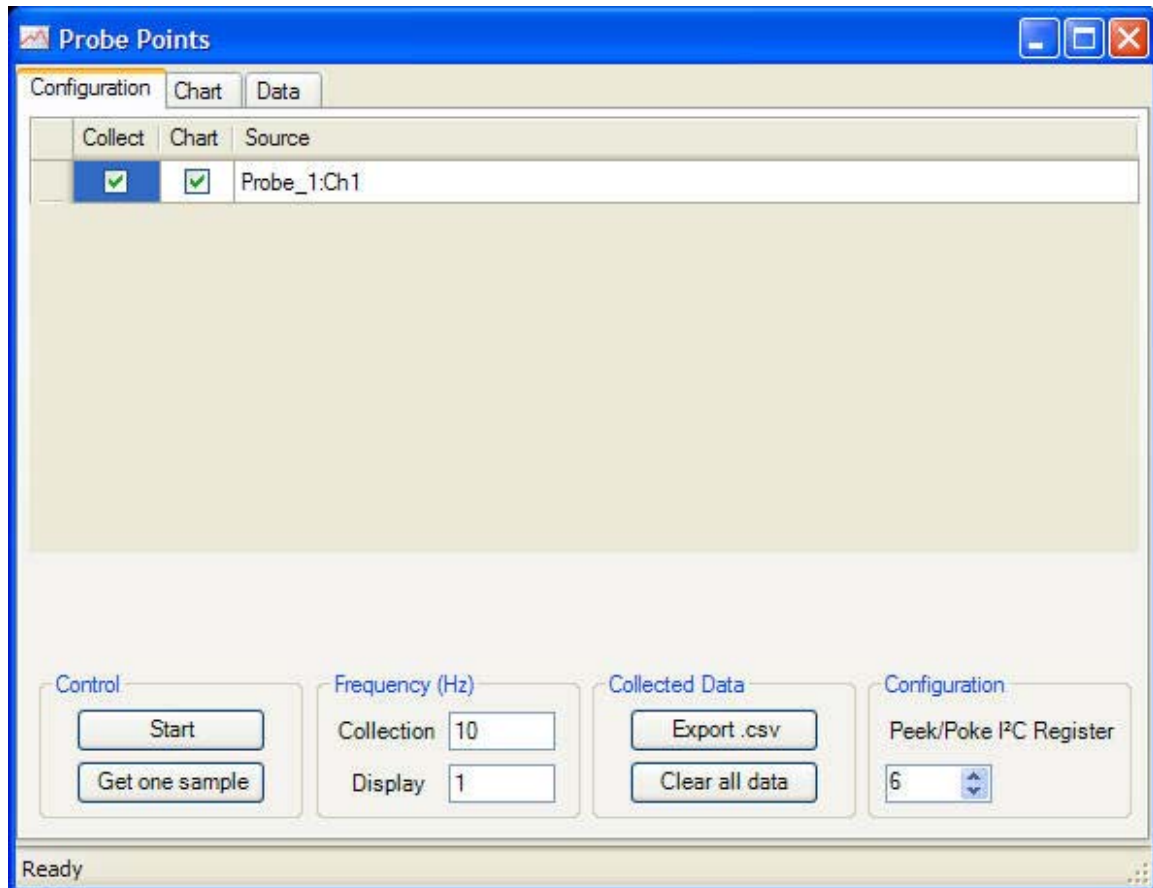 Probe Points
Configuration Chart Data
Collect Chart Source
Probe_1:Ch1
Control
Start
Get one sample
Frequency (Hz)
Collection 10
Display 1
Collected Data
Export .csv
Clear all data
Configuration
Peek/Poke I²C Register
6
Ready